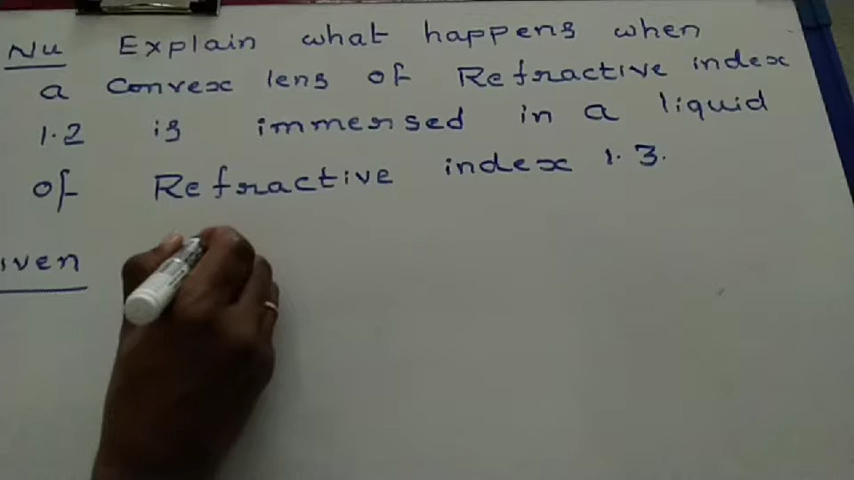 Nu Explain what happens when
a convex lens of Refractive index
1.2 is immersed in a liquid
of Refractive index 1.3.
iven